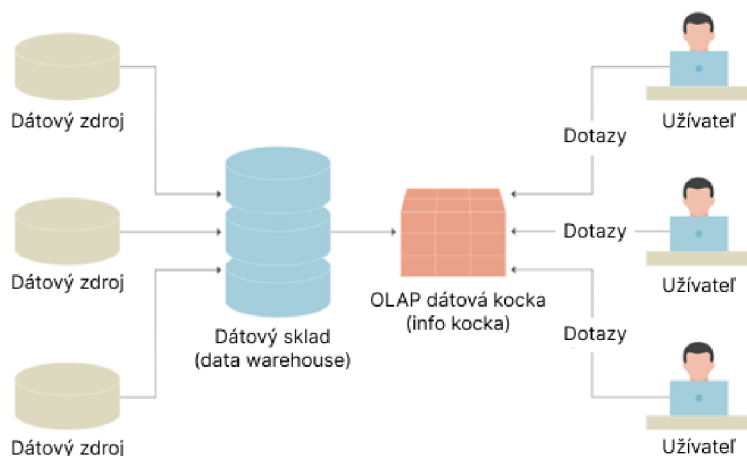 Dátový zdroj
Dátový zdroj
Dátový zdroj
Dátový sklad
(data warehouse)
OLAP dátová kocka
(info kocka)
Dotazy
Dotazy
Dotazy
Užívateľ
Užívateľ
Užívateľ